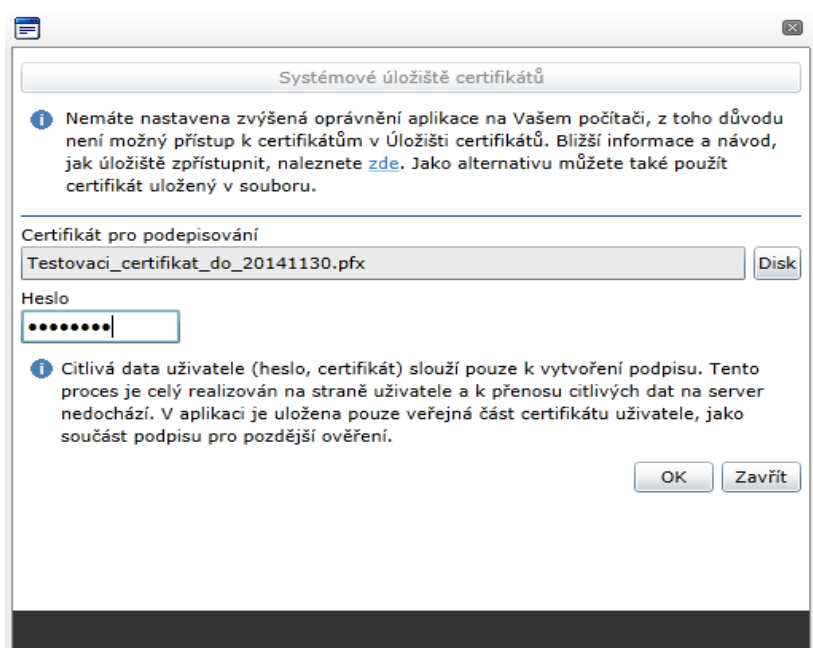 Systémové úložiště certifikátů
Nemáte nastavena zvýšená oprávnění aplikace na Vašem počítači, z toho důvodu
není možný přístup k certifikátům v Úložišti certifikátů. Bližší informace a návod,
jak úložiště zpřístupnit, naleznete zde. Jako alternativu můžete také použít
certifikát uložený v souboru.
Certifikát pro podepisování
Testovaci_certifikat_do_20141130.pfx
Disk
Heslo
••••••••
Citlivá data uživatele (heslo, certifikát) slouží pouze k vytvoření podpisu. Tento
proces je celý realizován na straně uživatele a k přenosu citlivých dat na server
nedochází. V aplikaci je uložena pouze veřejná část certifikátu uživatele, jako
součást podpisu pro pozdější ověření.
OK
Zavřít